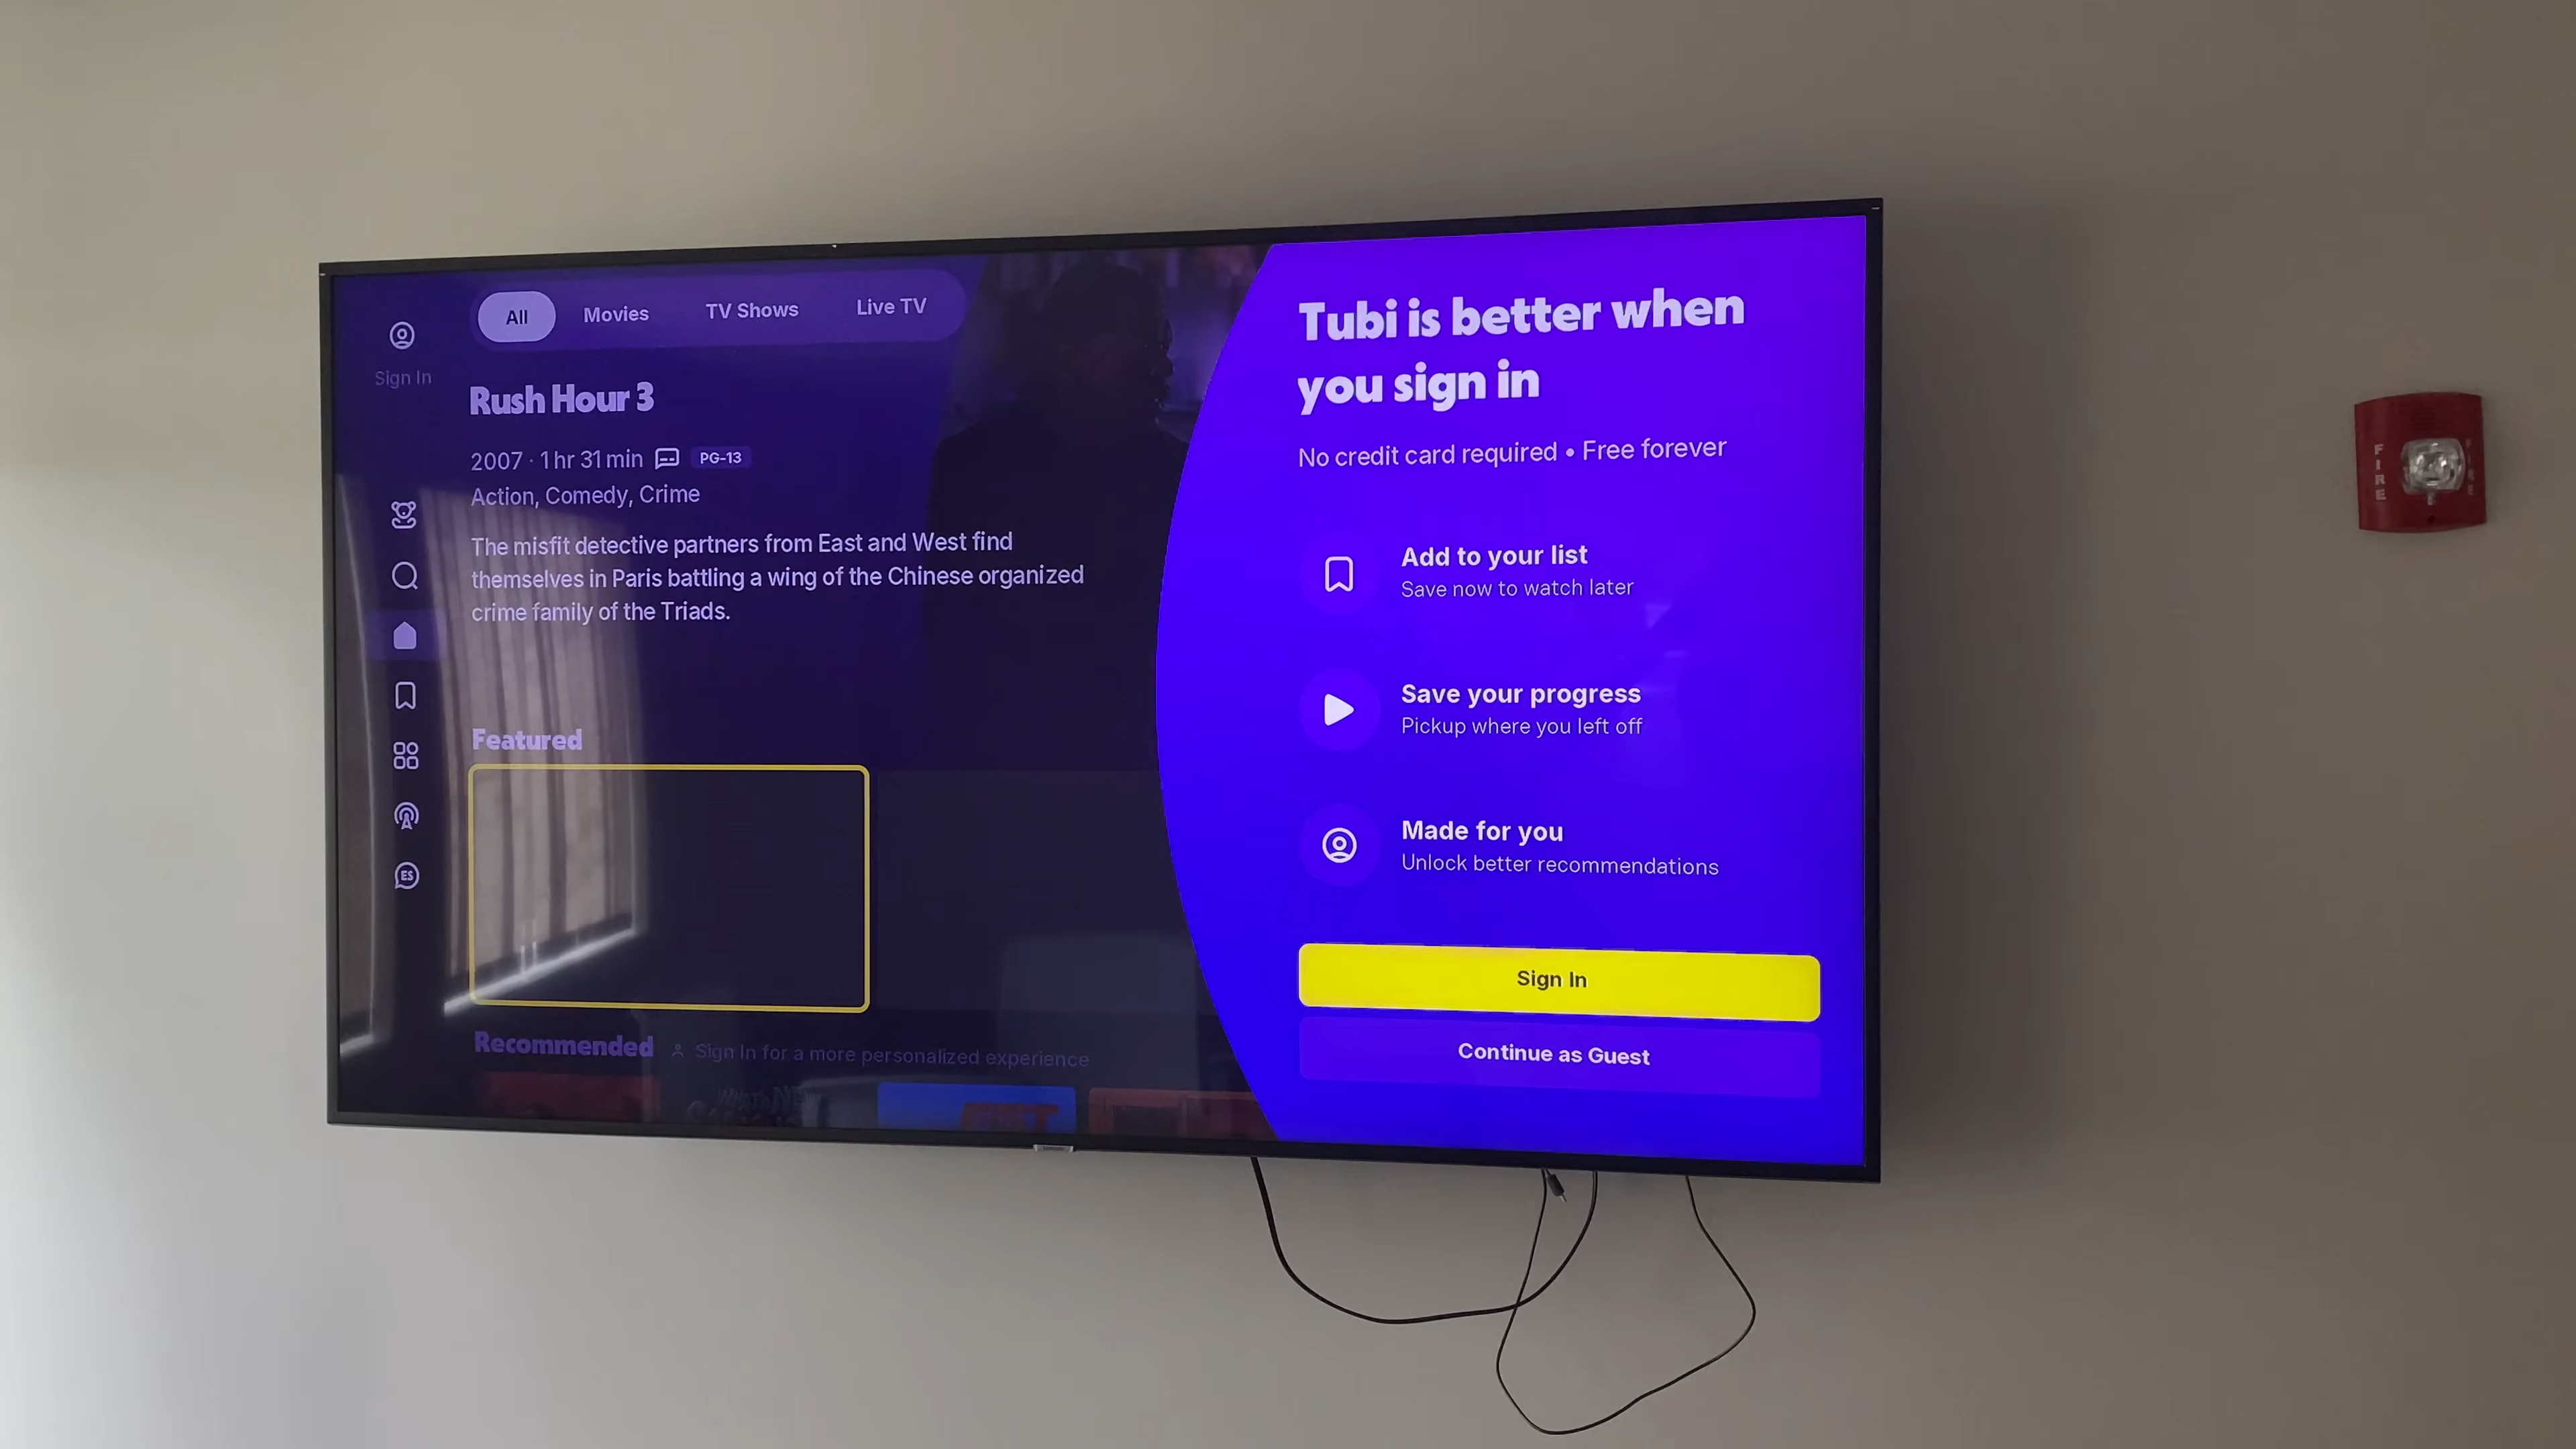 All
Movies
TV Shows
Live TV
Sign In
Rush Hour 3
2007 · 1 hr 31 min PG-13
Action, Comedy, Crime
The misfit detective partners from East and West find
themselves in Paris battling a wing of the Chinese organized
crime family of the Triads.
Featured
ES
Recommended Sign In for a more personalized experience
Tubi is better when
you sign in
No credit card required • Free forever
Add to your list
Save now to watch later
Save your progress
Pickup where you left off
Made for you
Unlock better recommendations
Sign In
Continue as Guest
FIRE
FIRE